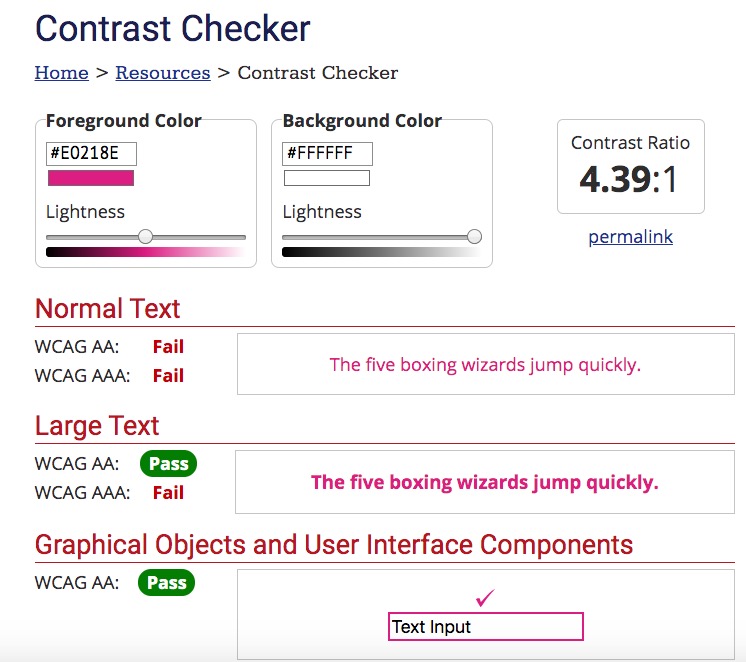 Contrast Checker
Home > Resources > Contrast Checker
Foreground Color
#E0218E
Lightness
Background Color
#FFFFFF
Lightness
Contrast Ratio
4.39:1
permalink
Normal Text
WCAG AA: Fail
WCAG AAA: Fail
The five boxing wizards jump quickly.
Large Text
WCAG AA: Pass
WCAG AAA: Fail
The five boxing wizards jump quickly.
Graphical Objects and User Interface Components
WCAG AA: Pass
✓
Text Input